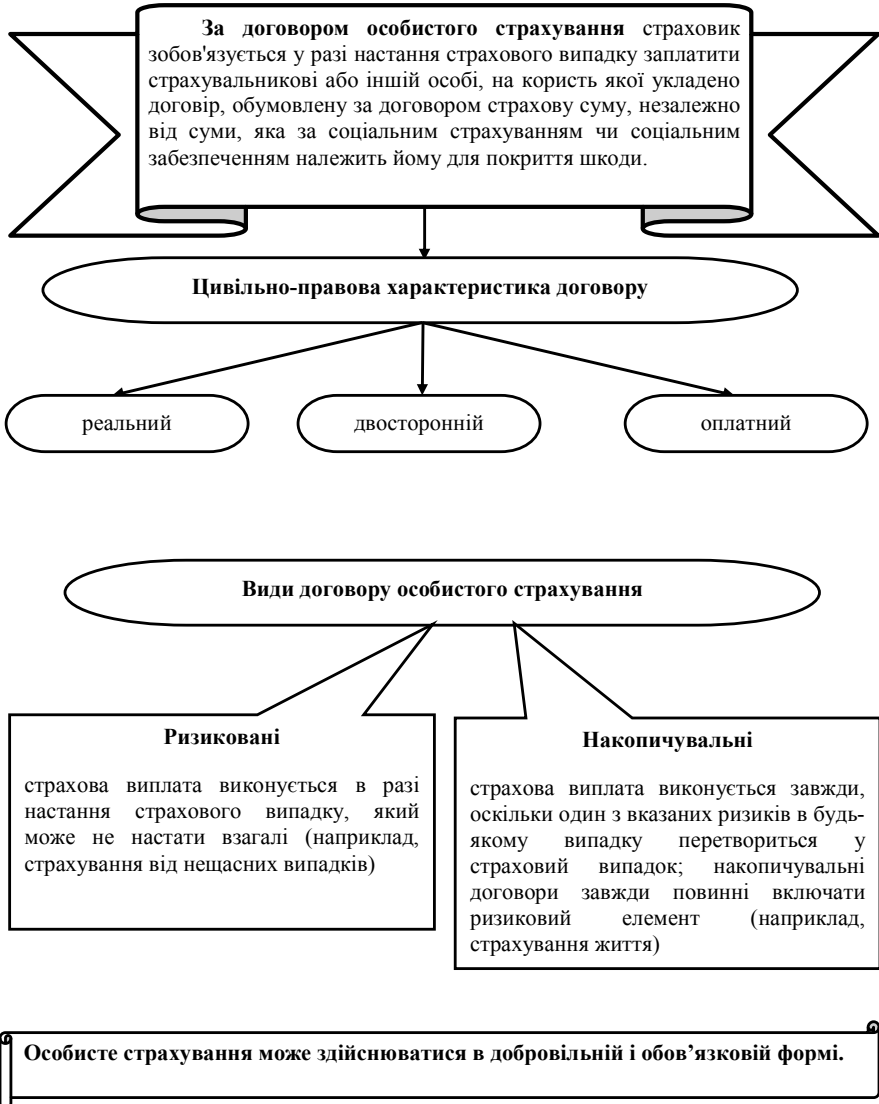 За договором особистого страхування страховик
зобов'язується у разі настання страхового випадку заплатити
страхувальникові або іншій особі, на користь якої укладено
договір, обумовлену за договором страхову суму, незалежно
від суми, яка за соціальним страхуванням чи соціальним
забезпеченням належить йому для покриття шкоди.
Цивільно-правова характеристика договору
реальний
двосторонній
оплатний
Види договору особистого страхування
Ризиковані
страхова виплата виконується в разі
настання страхового випадку, який
може не настати взагалі (наприклад,
страхування від нещасних випадків)
Накопичувальні
страхова виплата виконується завжди,
оскільки один з вказаних ризиків в будь-
якому випадку перетвориться у
страховий випадок; накопичувальні
договори завжди повинні включати
ризиковий елемент (наприклад,
страхування життя)
Особисте страхування може здійснюватися в добровільній і обов’язковій формі.